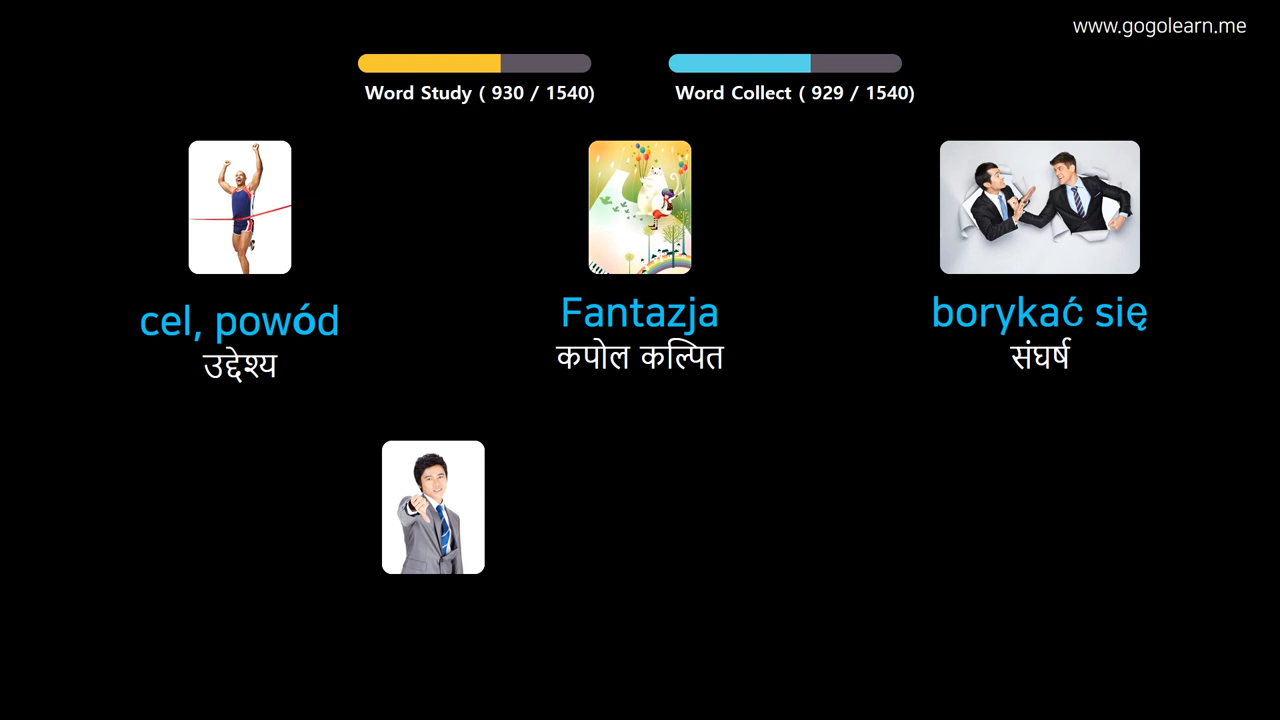 www.gogolearn.me
Word Study ( 930 / 1540)
Word Collect ( 929 / 1540)
cel, powód
उद्देश्य
Fantazja
कपोल कल्पित
borykać się
संघर्ष